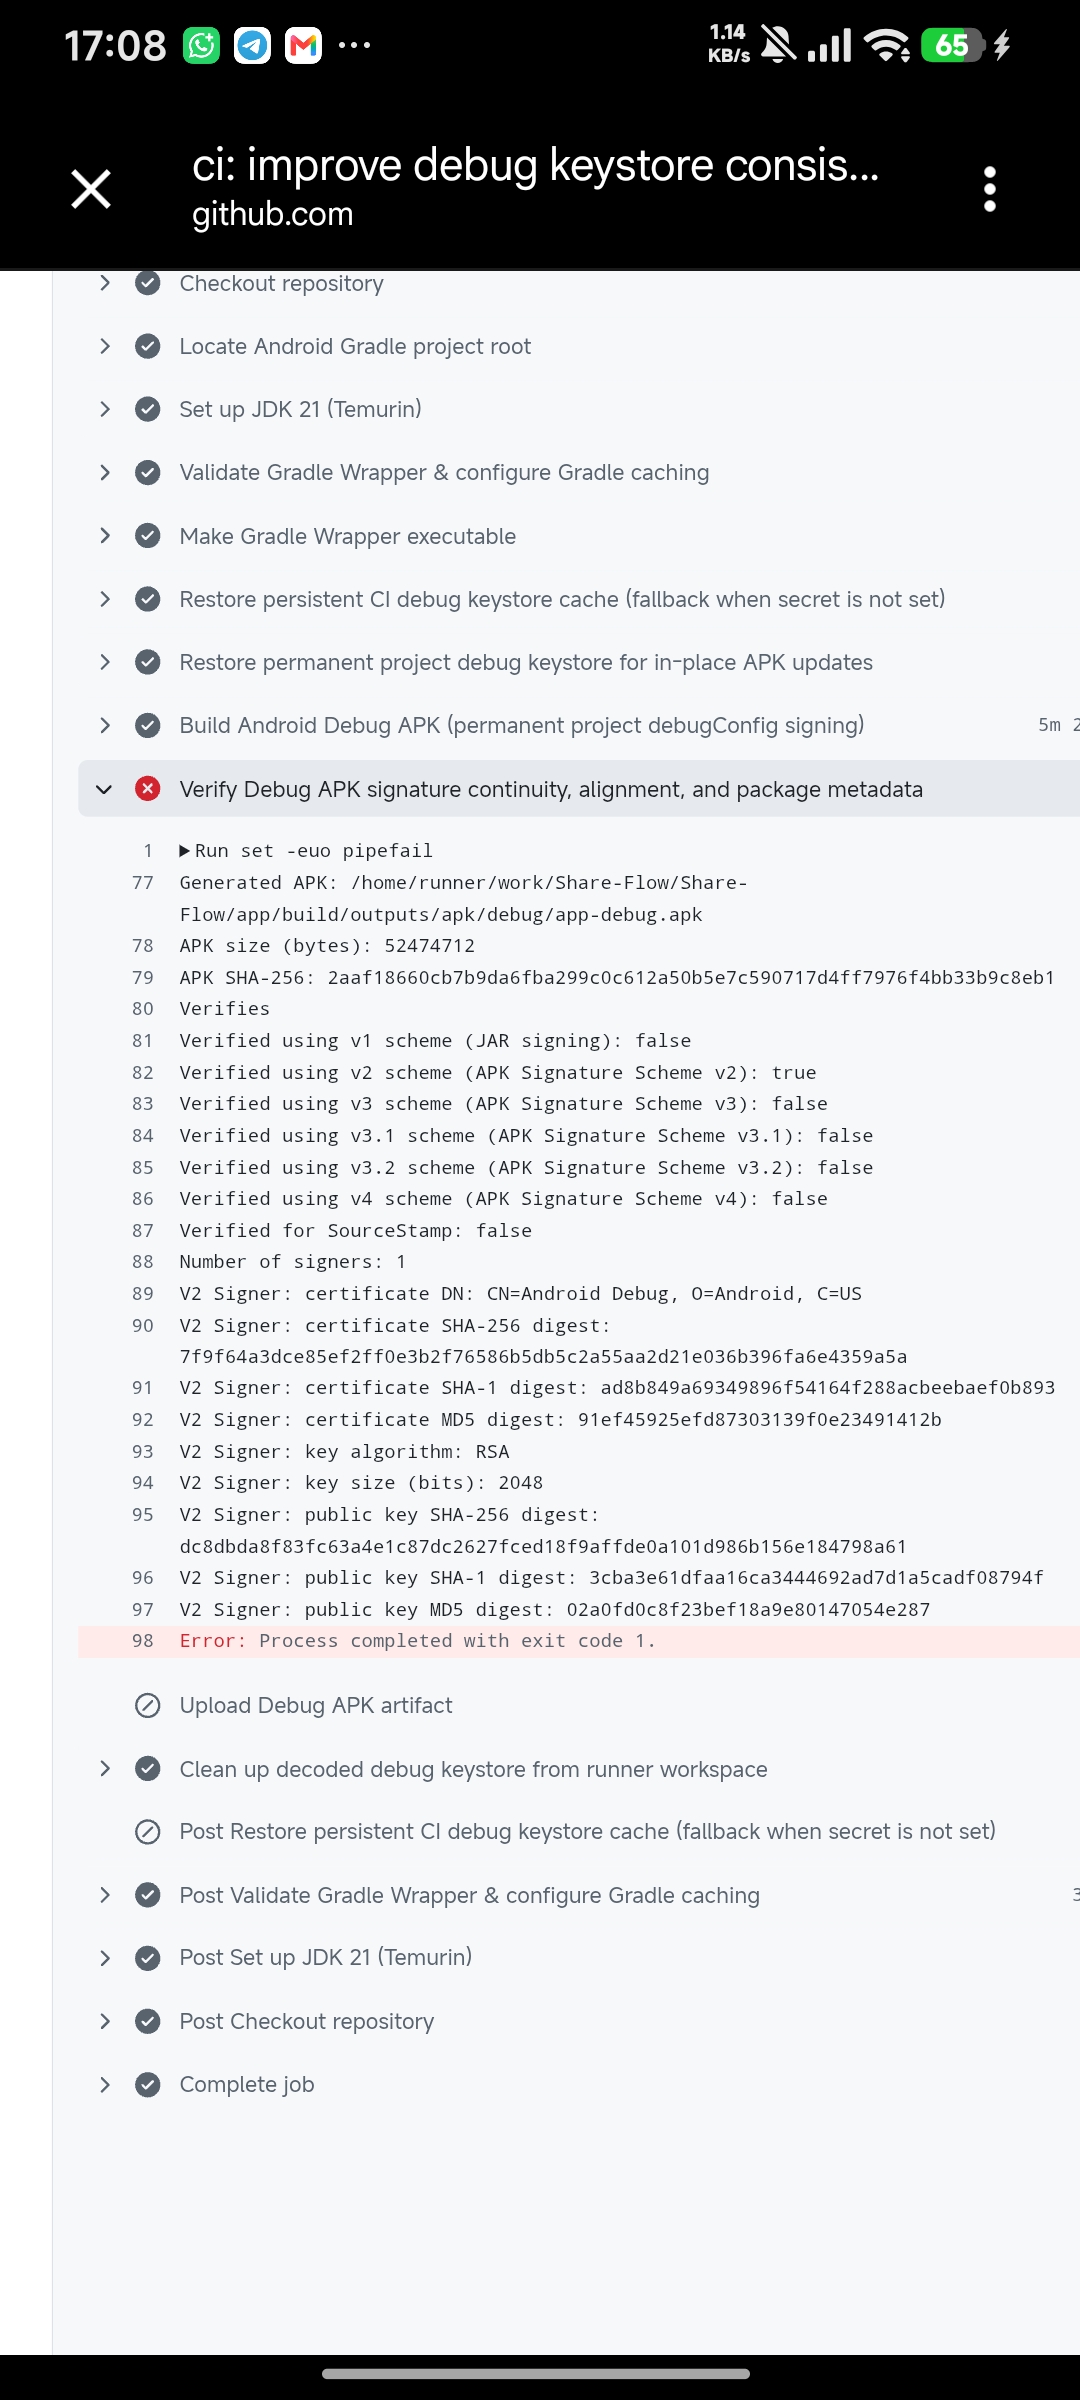 17:08
1.14
KB/s
65
ci: improve debug keystore consis...
github.com
Checkout repository
Locate Android Gradle project root
Set up JDK 21 (Temurin)
Validate Gradle Wrapper & configure Gradle caching
Make Gradle Wrapper executable
Restore persistent CI debug keystore cache (fallback when secret is not set)
Restore permanent project debug keystore for in-place APK updates
Build Android Debug APK (permanent project debugConfig signing) 5m 2
Verify Debug APK signature continuity, alignment, and package metadata
1 Run set -euo pipefail
77 Generated APK: /home/runner/work/Share-Flow/Share-
Flow/app/build/outputs/apk/debug/app-debug.apk
78 APK size (bytes): 52474712
79 APK SHA-256: 2aaf18660cb7b9da6fba299c0c612a50b5e7c590717d4ff7976f4bb33b9c8eb1
80 Verifies
81 Verified using v1 scheme (JAR signing): false
82 Verified using v2 scheme (APK Signature Scheme v2): true
83 Verified using v3 scheme (APK Signature Scheme v3): false
84 Verified using v3.1 scheme (APK Signature Scheme v3.1): false
85 Verified using v3.2 scheme (APK Signature Scheme v3.2): false
86 Verified using v4 scheme (APK Signature Scheme v4): false
87 Verified for SourceStamp: false
88 Number of signers: 1
89 V2 Signer: certificate DN: CN=Android Debug, O=Android, C=US
90 V2 Signer: certificate SHA-256 digest:
7f9f64a3dce85ef2ff0e3b2f76586b5db5c2a55aa2d21e036b396fa6e4359a5a
91 V2 Signer: certificate SHA-1 digest: ad8b849a69349896f54164f288acbeebaef0b893
92 V2 Signer: certificate MD5 digest: 91ef45925efd87303139f0e23491412b
93 V2 Signer: key algorithm: RSA
94 V2 Signer: key size (bits): 2048
95 V2 Signer: public key SHA-256 digest:
dc8dbda8f83fc63a4e1c87dc2627fced18f9affde0a101d986b156e184798a61
96 V2 Signer: public key SHA-1 digest: 3cba3e61dfaa16ca3444692ad7d1a5cadf08794f
97 V2 Signer: public key MD5 digest: 02a0fd0c8f23bef18a9e80147054e287
98 Error: Process completed with exit code 1.
Upload Debug APK artifact
Clean up decoded debug keystore from runner workspace
Post Restore persistent CI debug keystore cache (fallback when secret is not set)
Post Validate Gradle Wrapper & configure Gradle caching 3
Post Set up JDK 21 (Temurin)
Post Checkout repository
Complete job